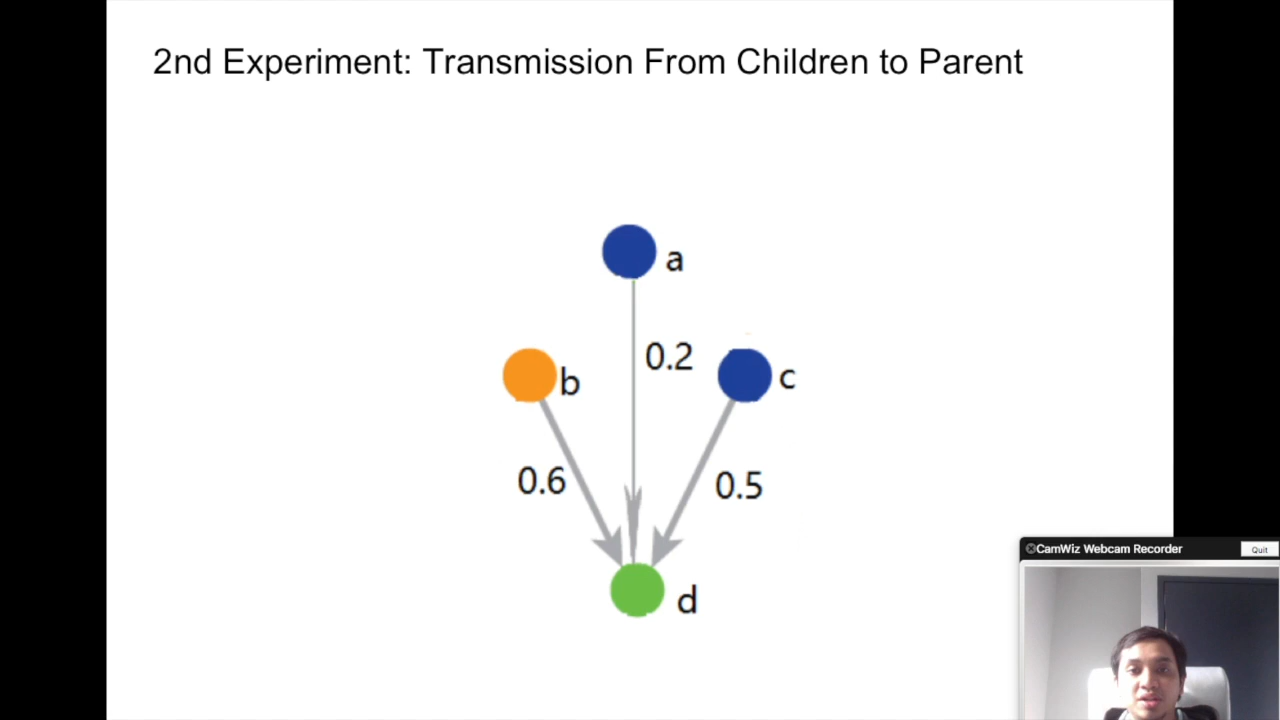 2nd Experiment: Transmission From Children to Parent
a
0.2
b
c
0.6
0.5
d
CamWiz Webcam Recorder
Quit